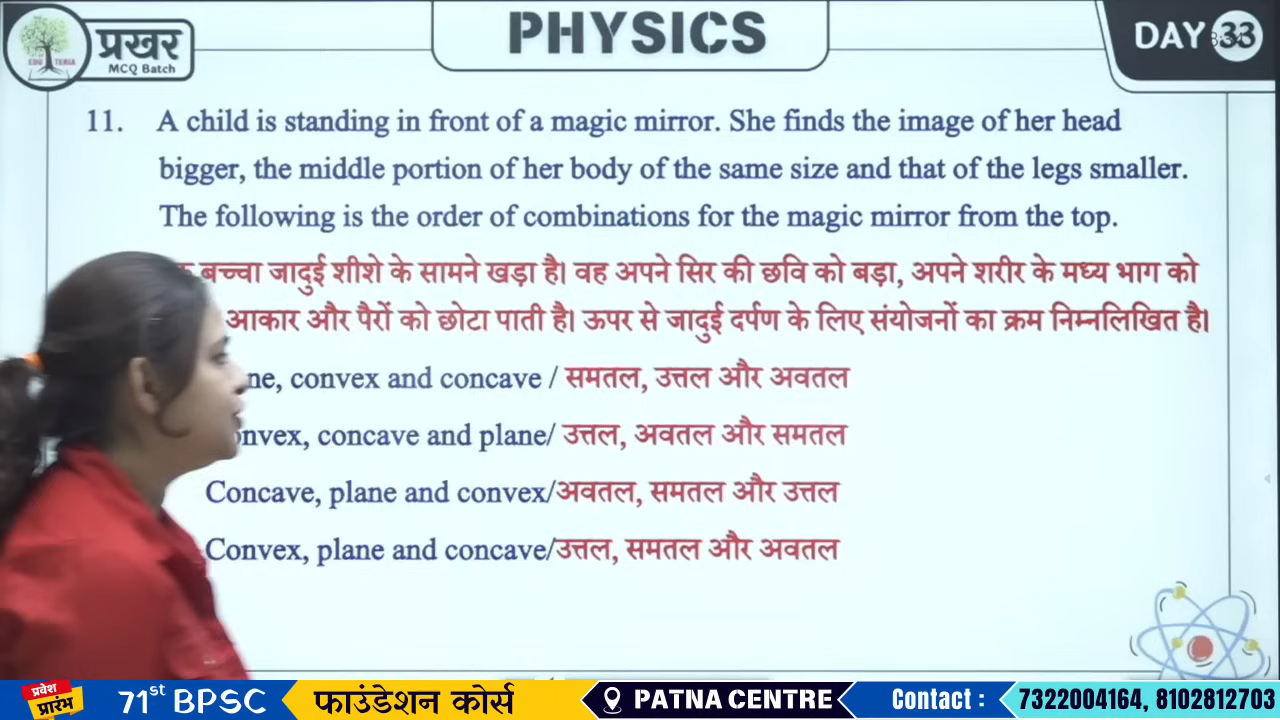 प्रखर
MCQ Batch
EDU TERIA
PHYSICS
DAY 33
11. A child is standing in front of a magic mirror. She finds the image of her head
bigger, the middle portion of her body of the same size and that of the legs smaller.
The following is the order of combinations for the magic mirror from the top.
बच्चा जादुई शीशे के सामने खड़ा है। वह अपने सिर की छवि को बड़ा, अपने शरीर के मध्य भाग को
आकार और पैरों को छोटा पाती है। ऊपर से जादुई दर्पण के लिए संयोजनों का क्रम निम्नलिखित है।
ne, convex and concave / समतल, उत्तल और अवतल
nvex, concave and plane/ उत्तल, अवतल और समतल
Concave, plane and convex/अवतल, समतल और उत्तल
Convex, plane and concave/उत्तल, समतल और अवतल
प्रवेश
प्रारंभ
71st BPSC
फाउंडेशन कोर्स
PATNA CENTRE
Contact :
7322004164, 8102812703